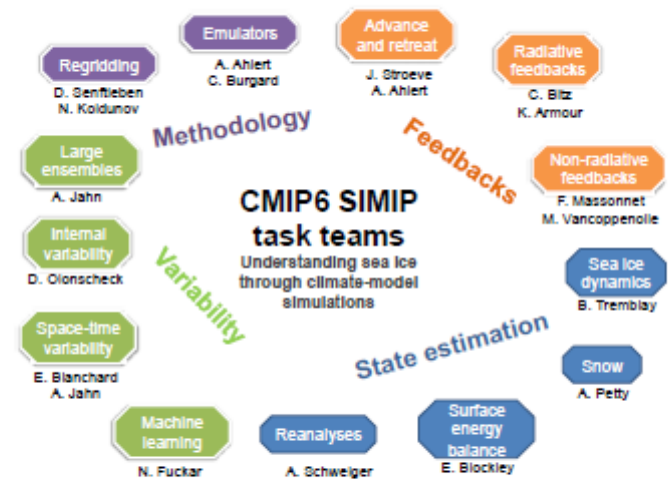 Emulators
A. Ahlert
C. Burgard
Advance
and retreat
J. Stroeve
A. Ahlert
Radiative
feedbacks
C. Bitz
K. Armour
Regridding
D. Senftleben
N. Koldunov
Methodology
Feedbacks
Large
ensembles
A. Jahn
Non-radiative
feedbacks
F. Massonnet
M. Vancoppenolle
CMIP6 SIMIP
task teams
Understanding sea ice
through climate-model
simulations
Internal
variability
D. Olonscheck
Variability
Sea ice
dynamics
B. Tremblay
Space-time
variability
E. Blanchard
A. Jahn
State estimation
Snow
A. Petty
Machine
learning
N. Fuckar
Reanalyses
A. Schweiger
Surface
energy
balance
E. Blockley